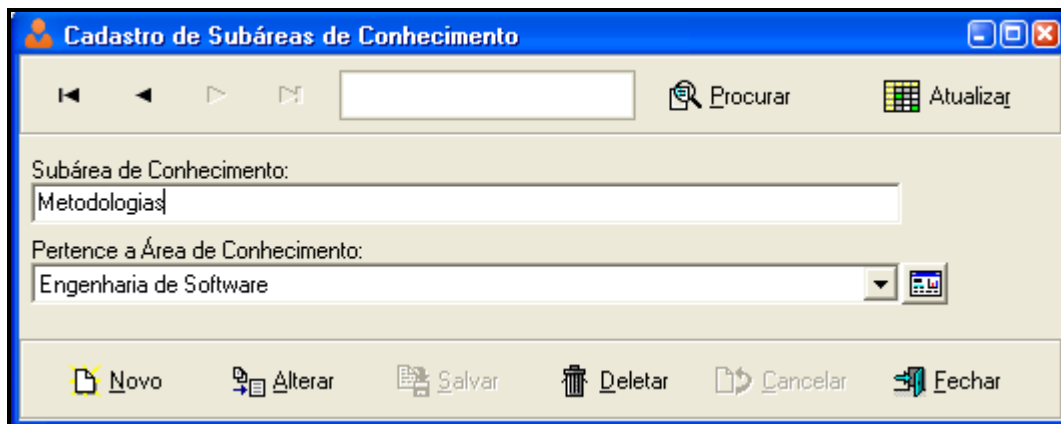 Cadastro de Subáreas de Conhecimento
Procurar Atualizar
Subárea de Conhecimento:
Metodologias
Pertence a Área de Conhecimento:
Engenharia de Software
Novo Alterar Salvar Deletar Cancelar Fechar